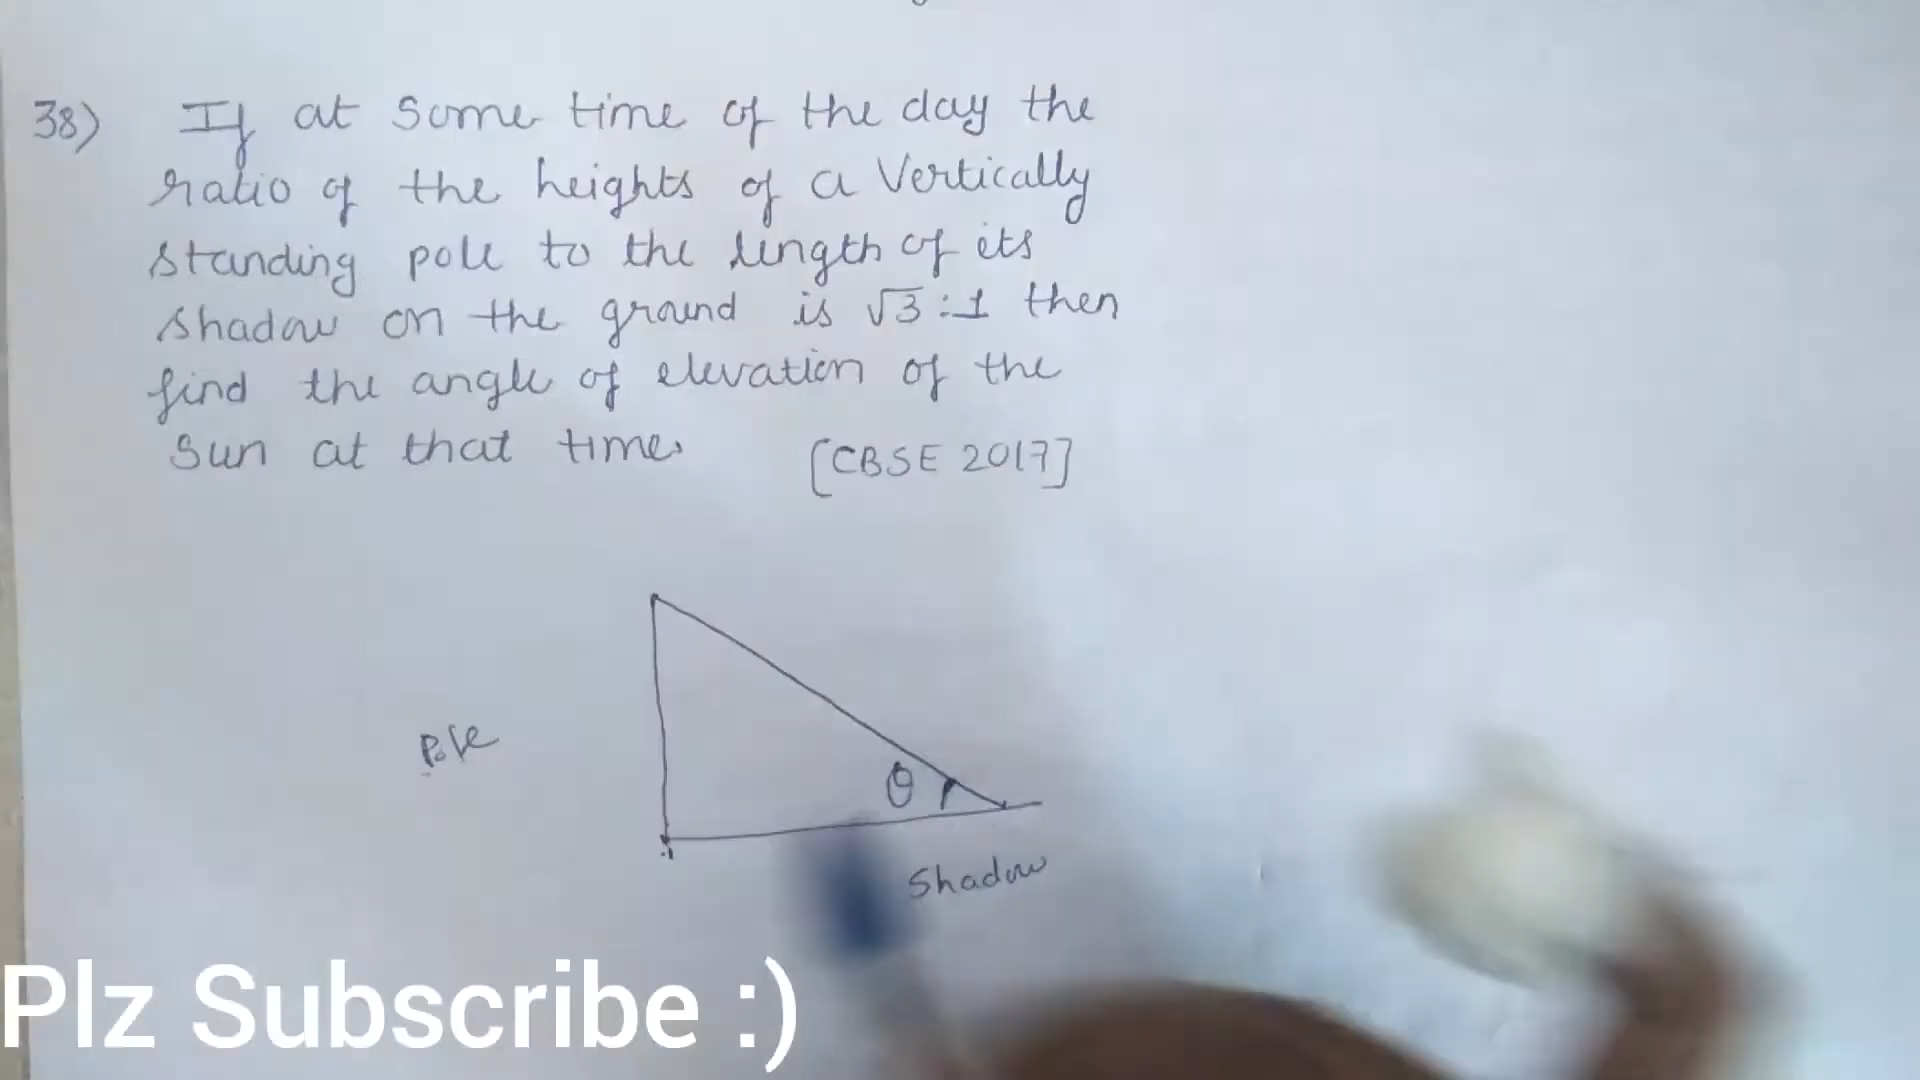 38) If at some time of the day the
ratio of the heights of a vertically
standing pole to the length of its
shadow on the ground is √3:1 then
find the angle of elevation of the
Sun at that time.
[CBSE 2017]
Pole
θ
Shadow
Plz Subscribe :)